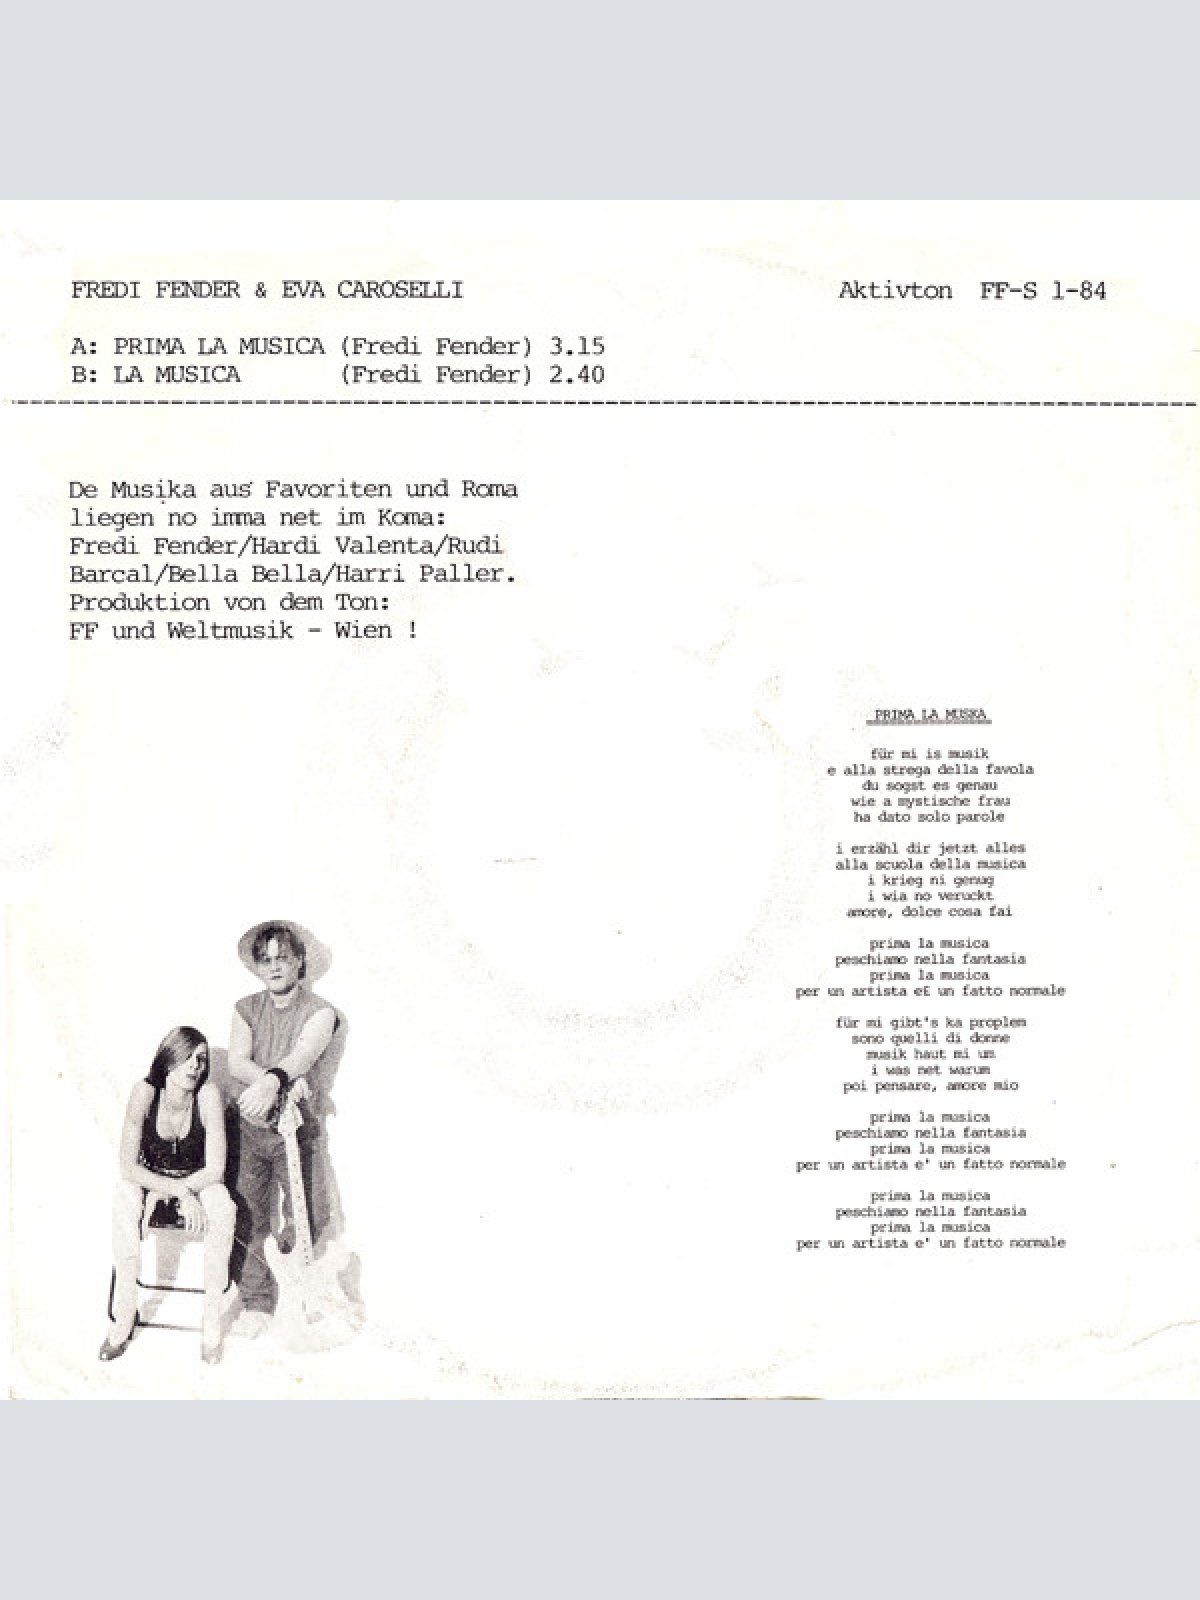 FREDI FENDER & EVA CAROSELLI
Aktivton FF-S 1-84
A: PRIMA LA MUSICA (Fredi Fender) 3.15
B: LA MUSICA (Fredi Fender) 2.40
De Musika aus Favoriten und Roma
liegen no imma net im Koma:
Fredi Fender/Hardi Valenta/Rudi
Barcal/Bella Bella/Harri Paller.
Produktion von dem Ton:
FF und Weltmusik - Wien !
PRIMA LA MUSKA
für mi is musik
e alla strega della favola
du sogst es genau
wie a mystische frau
ha dato solo parole
i erzähl dir jetzt alles
alla scuola della musica
i krieg ni genug
i wia no veruckt
amore, dolce cosa fai
prima la musica
peschiamo nella fantasia
prima la musica
per un artista eE un fatto normale
für mi gibt's ka proplem
sono quelli di donne
musik haut mi um
i was net warum
poi pensare, amore mio
prima la musica
peschiamo nella fantasia
prima la musica
per un artista e' un fatto normale
prima la musica
peschiamo nella fantasia
prima la musica
per un artista e' un fatto normale